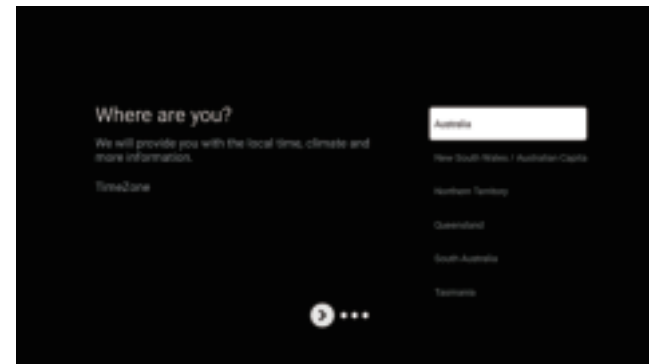 Where are you?
We will provide you with the local time, climate and
more information.
TimeZone
Australia
New South Wales / Australian Capita
Northern Territory
Queensland
South Australia
Tasmania